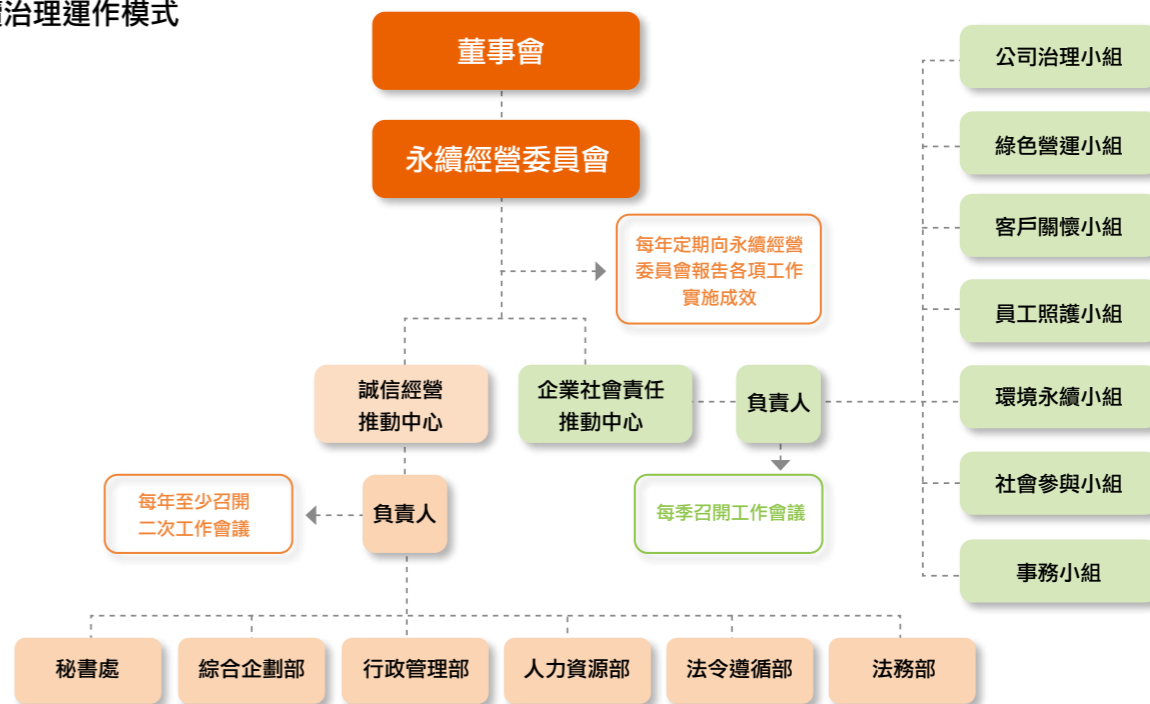 治理運作模式
董事會
永續經營委員會
每年定期向永續經營
委員會報告各項工作
實施成效
誠信經營
推動中心
企業社會責任
推動中心
負責人
每季召開工作會議
負責人
每年至少召開
二次工作會議
秘書處
綜合企劃部
行政管理部
人力資源部
法令遵循部
法務部
公司治理小組
綠色營運小組
客戶關懷小組
員工照護小組
環境永續小組
社會參與小組
事務小組